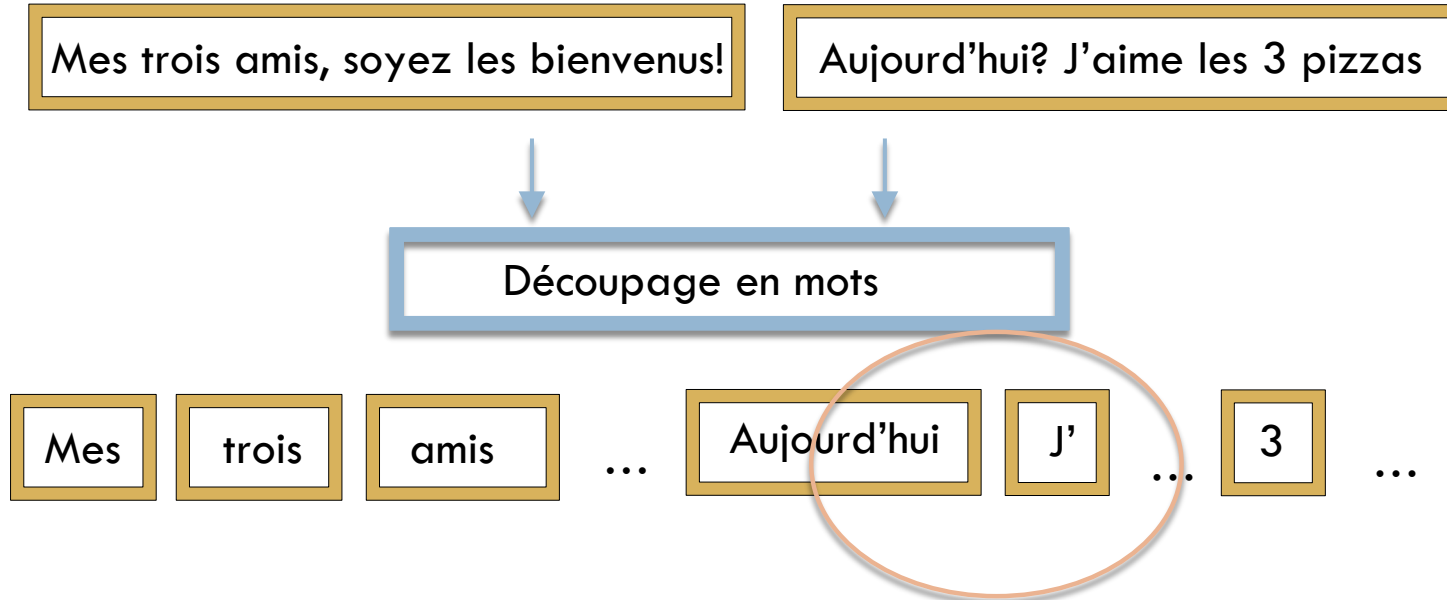 Mes trois amis, soyez les bienvenus!
Aujourd’hui? J’aime les 3 pizzas
Découpage en mots
Mes trois amis ... Aujourd’hui J’ ... 3 ...